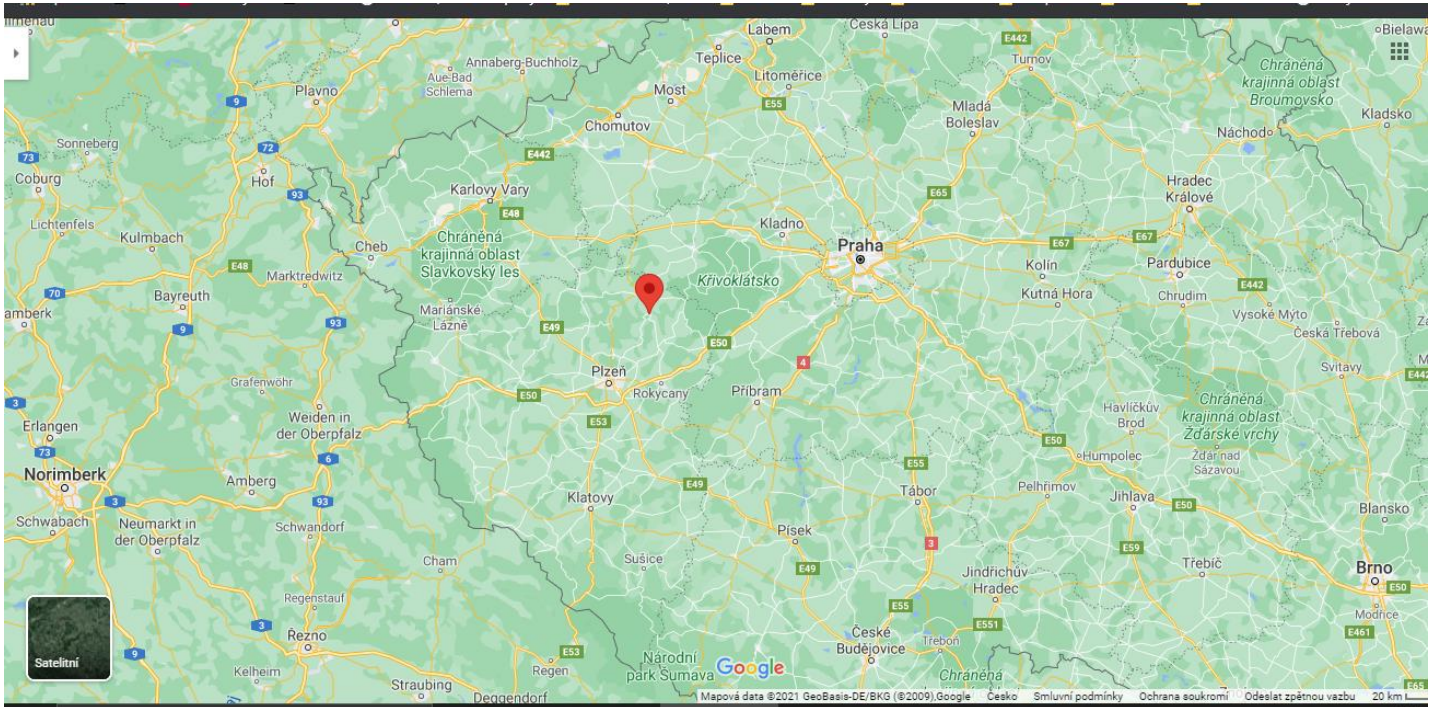 Labem
Česká Lípa
Bielawa
E442
Teplice
Turnov
Annaberg-Buchholz
Aue-Bad
Schlema
Litoměřice
Chráněná
krajinná oblast
Broumovsko
Plavno
9
Most
E55
Mladá
Boleslav
Kladsko
Chomutov
Náchod
Sonneberg
72
73
E442
Coburg
Hof
93
Karlovy Vary
E65
Hradec
Králové
Lichtenfels
E48
Kladno
Kulmbach
Chráněná
krajinná oblast
Slavkovský les
Cheb
Praha
E67
E67
E48
Marktredwitz
Křivoklátsko
Kolín
Pardubice
70
Bayreuth
Mariánské
Lázně
Kutná Hora
Chrudim
E442
amberk
93
Vysoké Mýto
9
E49
E50
Česká Třebová
4
Plzeň
Svitavy
Grafenwöhr
E50
Rokycany
Příbram
E442
3
Weiden in
der Oberpfalz
E53
Havlíčkův
Brod
Chráněná
krajinná oblast
Žďárské vrchy
Erlangen
73
E50
6
E55
Humpolec
Žďár nad
Sázavou
Norimberk
Amberg
E49
Tábor
Pelhřimov
3
93
Klatovy
Jihlava
E50
Schwabach
Neumarkt in
der Oberpfalz
Schwandorf
Písek
Blansko
3
E59
Cham
Sušice
E49
Jindřichův
Hradec
Třebíč
Brno
E50
Regenstauf
E55
Modřice
3
Řezno
České
Budějovice
E551
E461
Satelitní
9
E53
Třeboň
Kelheim
Regen
Národní
park Šumava
Google
Straubing
Chráněná
Deggendorf
Mapová data ©2021 GeoBasis-DE/BKG (©2009),Google Česko Smluvní podmínky Ochrana soukromí Odeslat zpětnou vazbu 20 km
E65